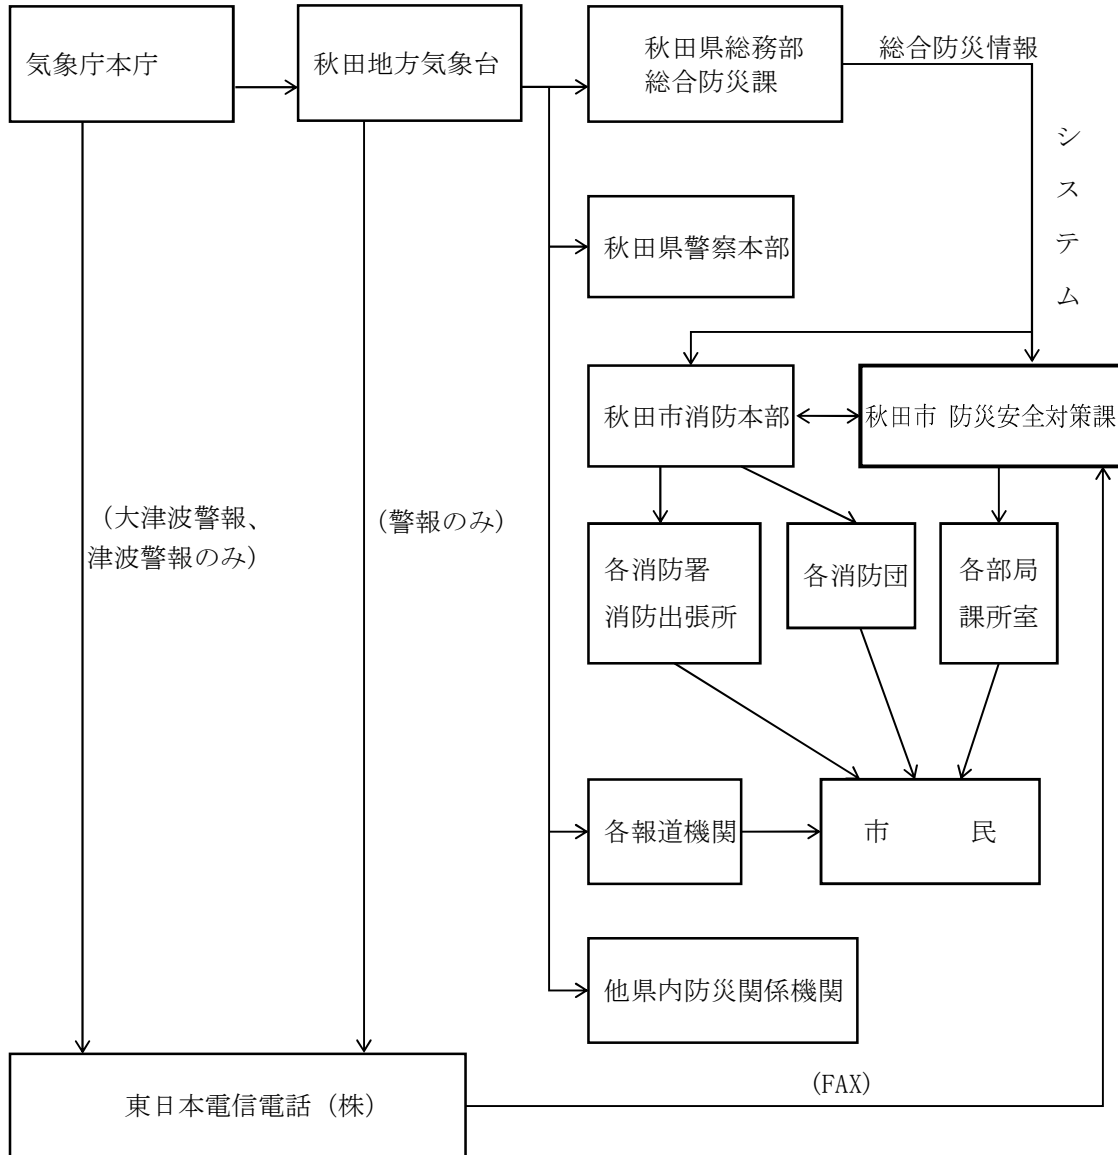 気象庁本庁
秋田地方気象台
秋田県総務部
総合防災課
総合防災情報
システム
秋田県警察本部
秋田市消防本部
秋田市 防災安全対策課
（大津波警報、
津波警報のみ）
（警報のみ）
各消防署
消防出張所
各消防団
各部局
課所室
各報道機関
市　　　民
他県内防災関係機関
(FAX)
東日本電信電話（株）